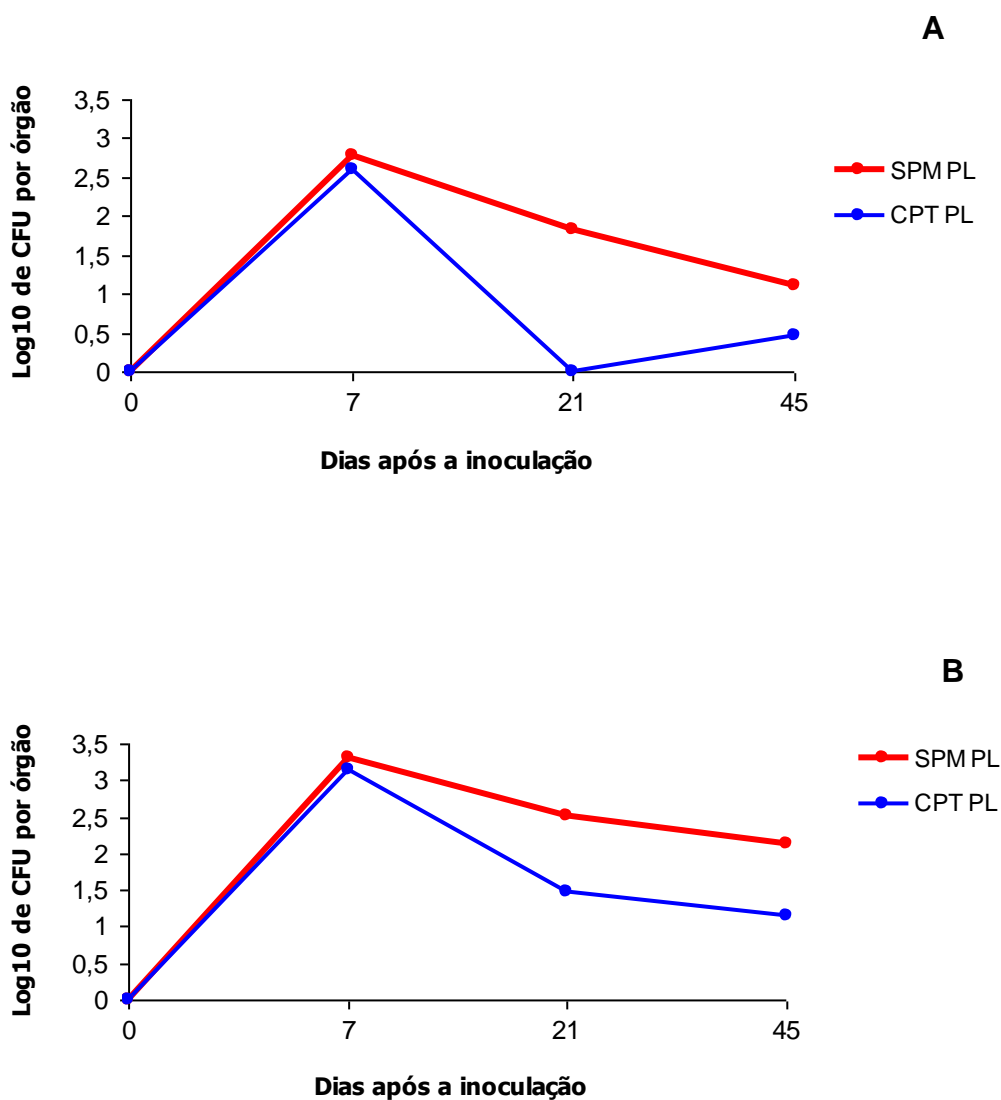 A
Log10 de CFU por órgão
3,5
3
2,5
2
1,5
1
0,5
0
0 7 21 45
Dias após a inoculação
SPM PL
CPT PL
B
Log10 de CFU por órgão
3,5
3
2,5
2
1,5
1
0,5
0
0 7 21 45
Dias após a inoculação
SPM PL
CPT PL